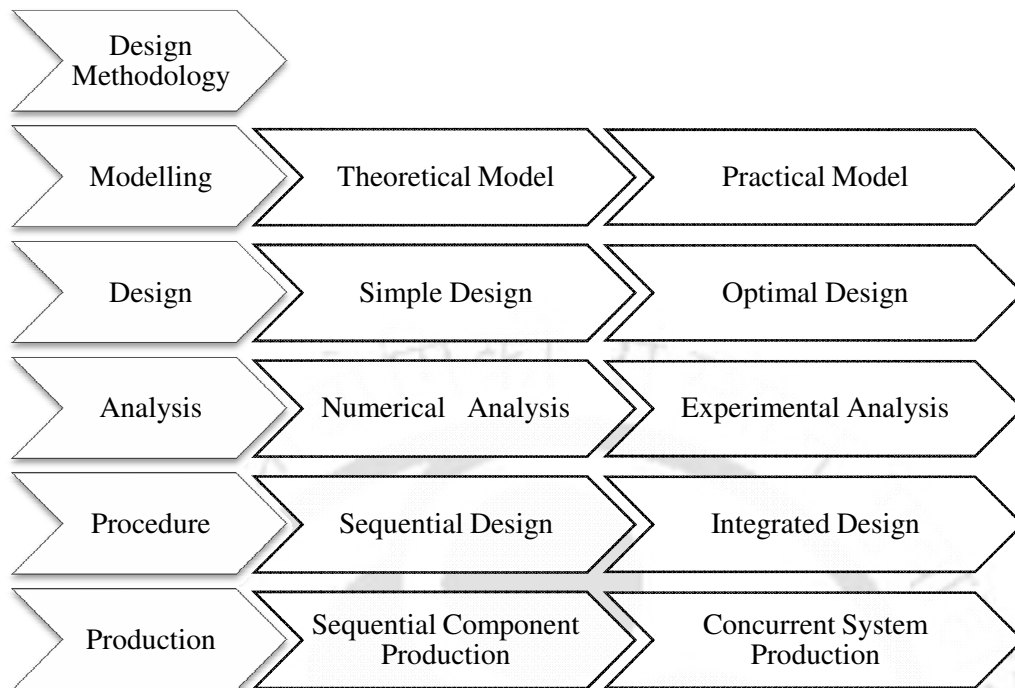 Design
Methodology
Modelling
Theoretical Model
Practical Model
Design
Simple Design
Optimal Design
Analysis
Numerical Analysis
Experimental Analysis
Procedure
Sequential Design
Integrated Design
Production
Sequential Component
Production
Concurrent System
Production